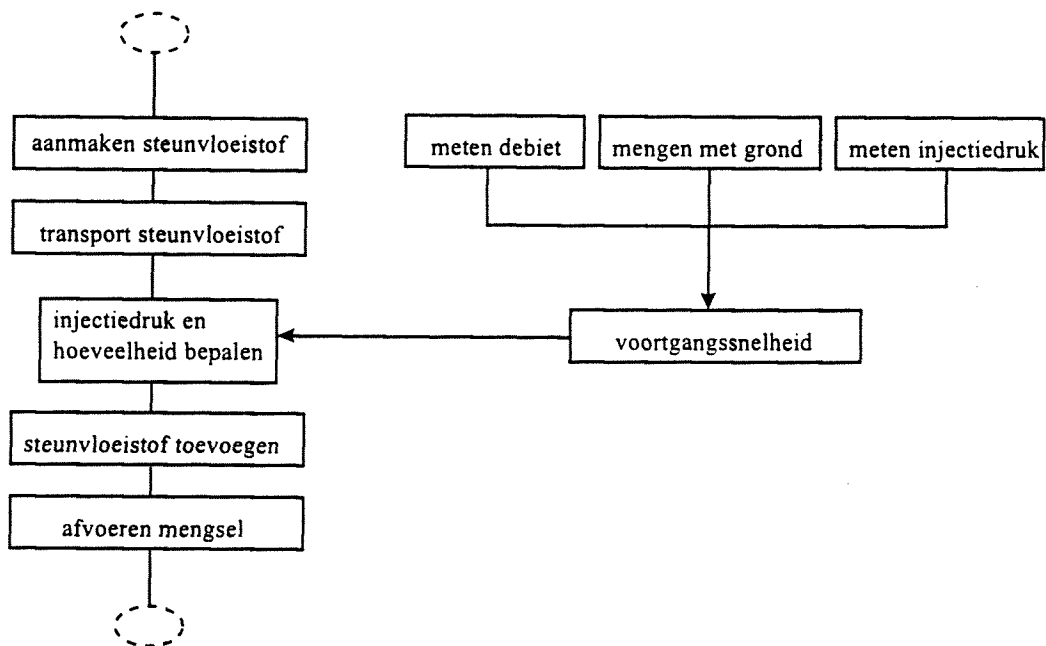 aanmaken steunvloeistof
transport steunvloeistof
injectiedruk en
hoeveelheid bepalen
steunvloeistof toevoegen
afvoeren mengsel
meten debiet
mengen met grond
meten injectiedruk
voortgangssnelheid